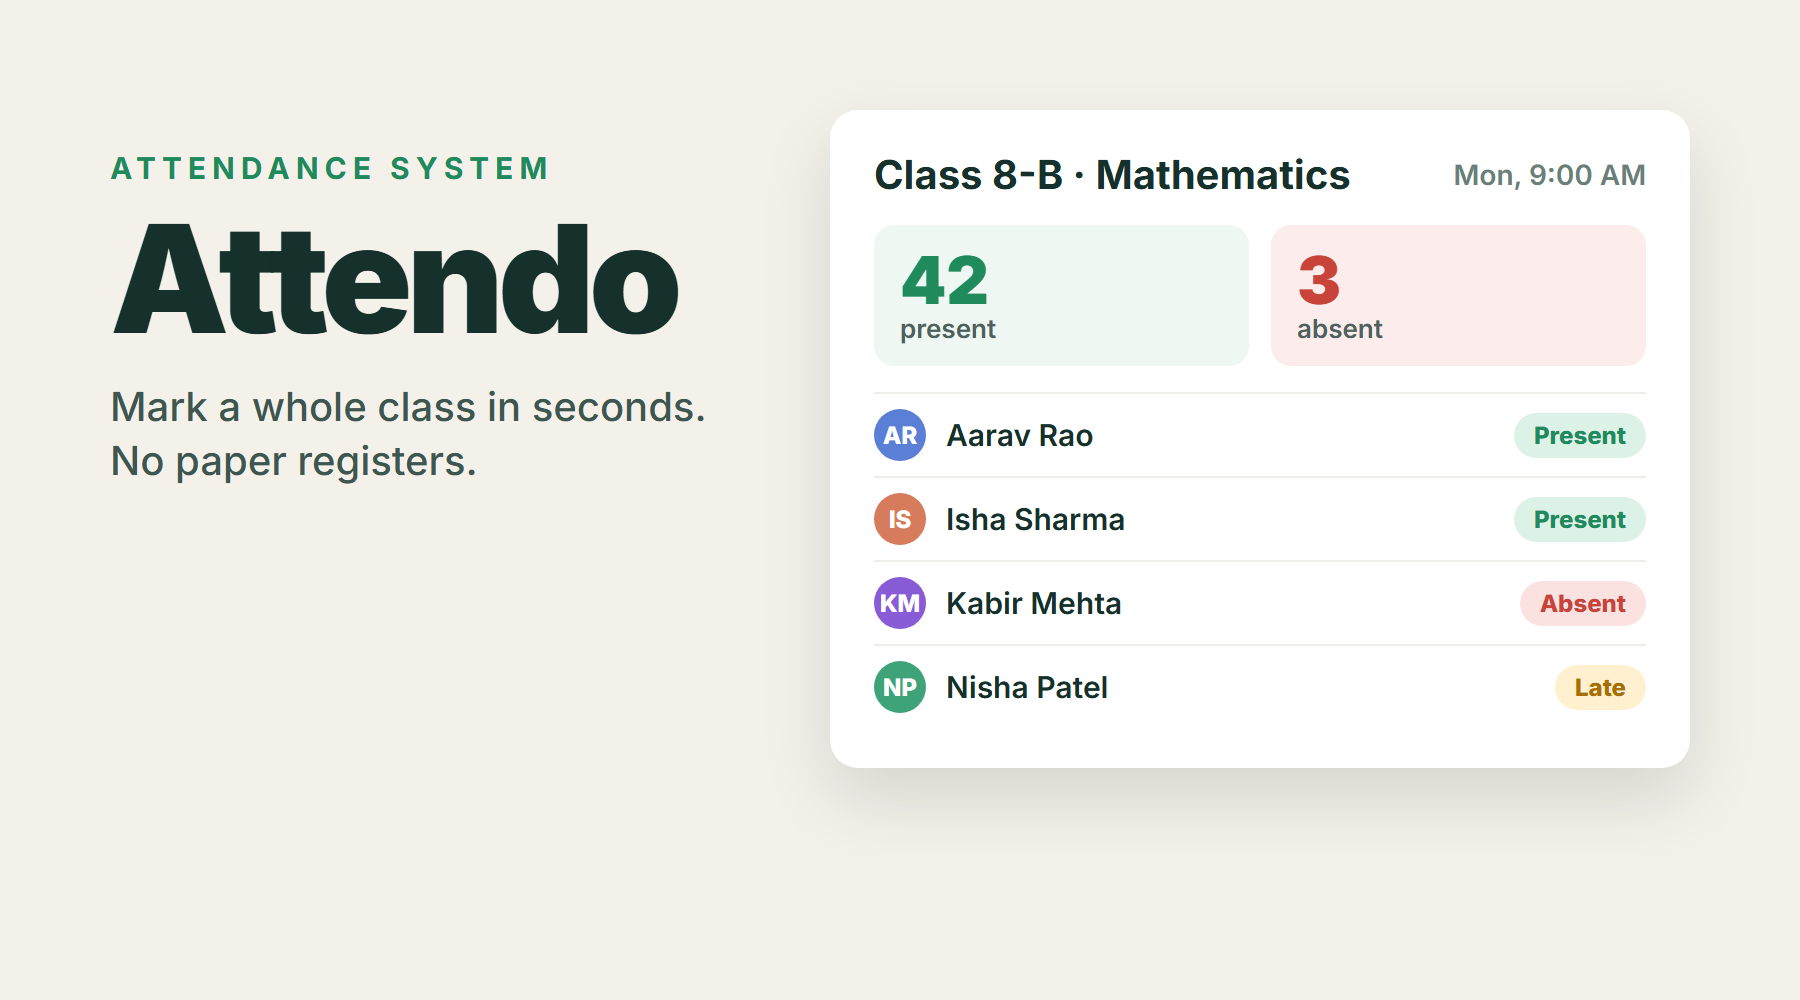 ATTENDANCE SYSTEM
Attendo
Mark a whole class in seconds.
No paper registers.
Class 8-B · Mathematics
Mon, 9:00 AM
42
present
3
absent
AR Aarav Rao Present
IS Isha Sharma Present
KM Kabir Mehta Absent
NP Nisha Patel Late